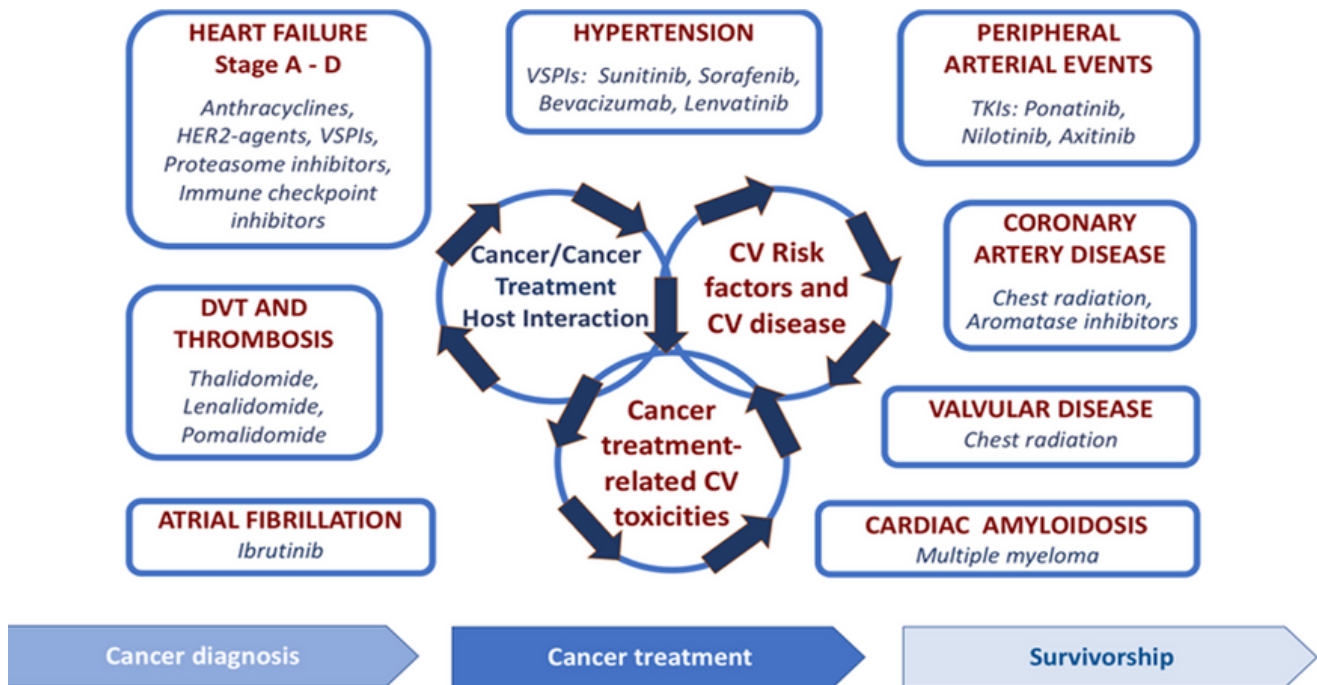 HEART FAILURE
Stage A - D
Anthracyclines,
HER2-agents, VSPIs,
Proteasome inhibitors,
Immune checkpoint
inhibitors
HYPERTENSION
VSPIs: Sunitinib, Sorafenib,
Bevacizumab, Lenvatinib
PERIPHERAL
ARTERIAL EVENTS
TKIs: Ponatinib,
Nilotinib, Axitinib
DVT AND
THROMBOSIS
Thalidomide,
Lenalidomide,
Pomalidomide
Cancer/Cancer
Treatment
Host Interaction
CV Risk
factors and
CV disease
CORONARY
ARTERY DISEASE
Chest radiation,
Aromatase inhibitors
Cancer
treatment-
related CV
toxicities
VALVULAR DISEASE
Chest radiation
ATRIAL FIBRILLATION
Ibrutinib
CARDIAC AMYLOIDOSIS
Multiple myeloma
Cancer diagnosis
Cancer treatment
Survivorship